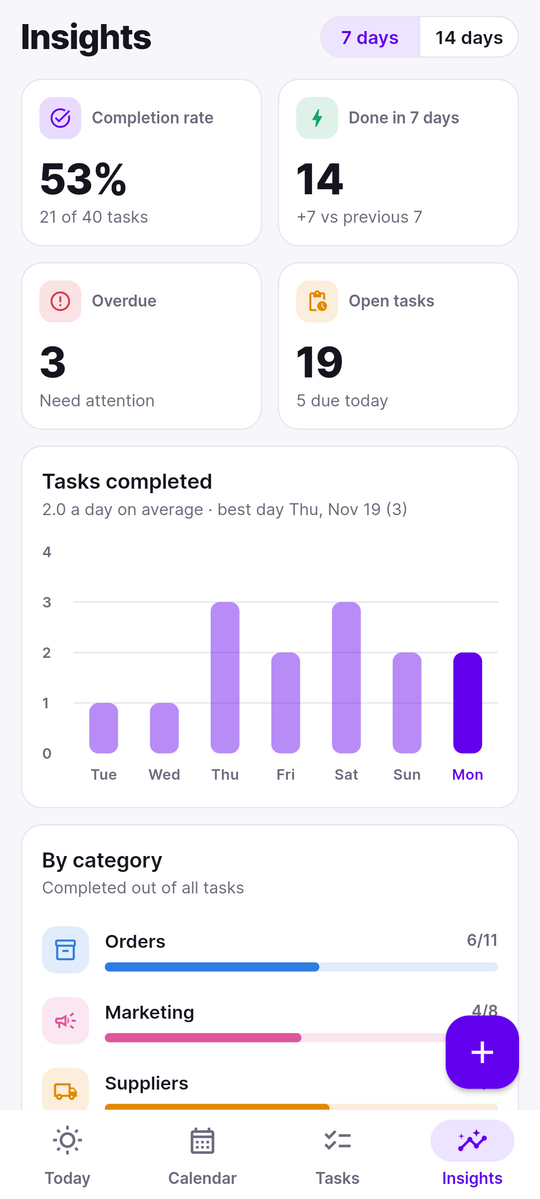 Insights
7 days
14 days
Completion rate
53%
21 of 40 tasks
Done in 7 days
14
+7 vs previous 7
Overdue
3
Need attention
Open tasks
19
5 due today
Tasks completed
2.0 a day on average · best day Thu, Nov 19 (3)
4
3
2
1
0
Tue Wed Thu Fri Sat Sun Mon
By category
Completed out of all tasks
Orders
6/11
Marketing
4/8
Suppliers
Today
Calendar
Tasks
Insights